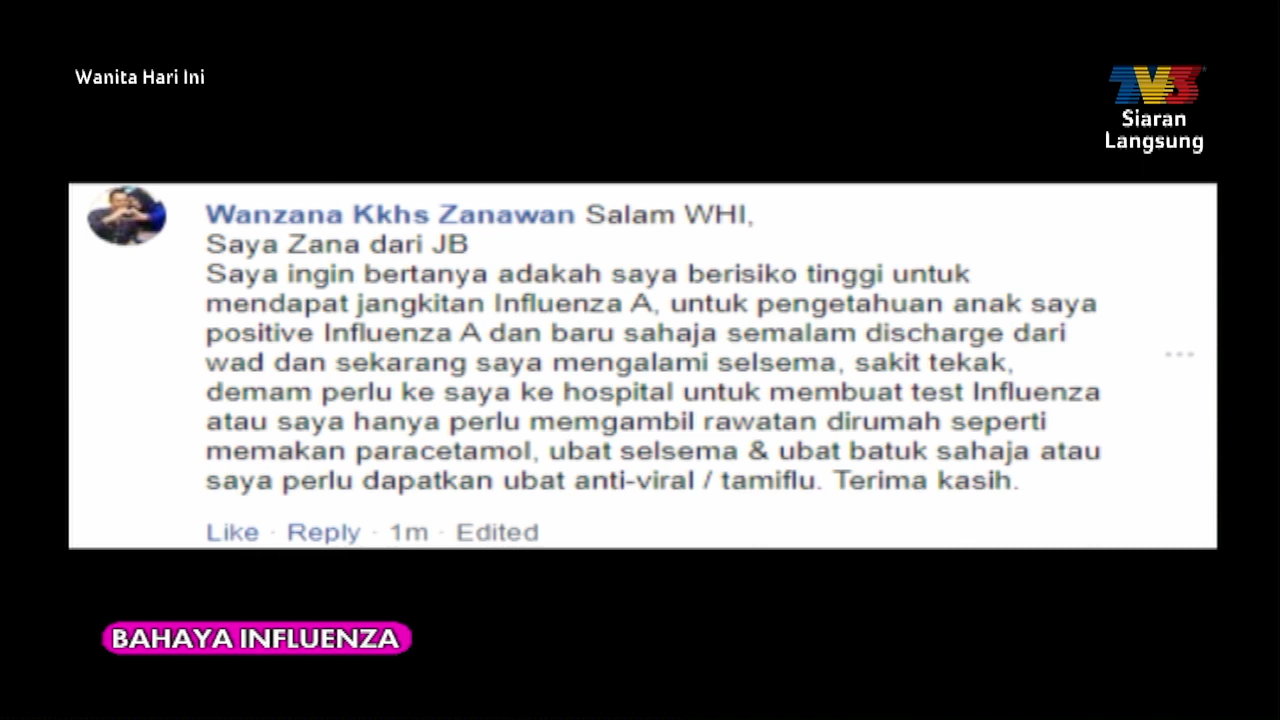 Wanita Hari Ini
TV3
Siaran
Langsung
Wanzana Kkhs Zanawan Salam WHI,
Saya Zana dari JB
Saya ingin bertanya adakah saya berisiko tinggi untuk
mendapat jangkitan Influenza A, untuk pengetahuan anak saya
positive Influenza A dan baru sahaja semalam discharge dari
wad dan sekarang saya mengalami selsema, sakit tekak,
demam perlu ke saya ke hospital untuk membuat test Influenza
atau saya hanya perlu memgambil rawatan dirumah seperti
memakan paracetamol, ubat selsema & ubat batuk sahaja atau
saya perlu dapatkan ubat anti-viral / tamiflu. Terima kasih.
Like · Reply · 1m · Edited
BAHAYA INFLUENZA